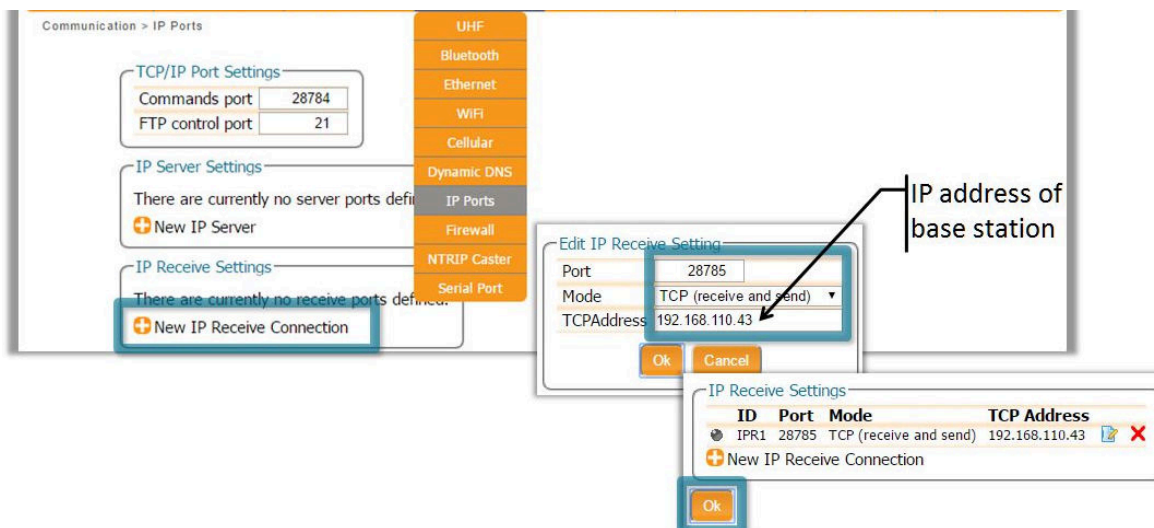 Communication > IP Ports
UHF
Bluetooth
Ethernet
WiFi
Cellular
Dynamic DNS
IP Ports
Firewall
NTRIP Caster
Serial Port
TCP/IP Port Settings
Commands port 28784
FTP control port 21
IP Server Settings
There are currently no server ports defi
New IP Server
IP Receive Settings
There are currently no receive ports defined.
New IP Receive Connection
IP address of
base station
Edit IP Receive Setting
Port 28785
Mode TCP (receive and send)
TCPAddress 192.168.110.43
Ok Cancel
IP Receive Settings
ID Port Mode TCP Address
IPR1 28785 TCP (receive and send) 192.168.110.43
New IP Receive Connection
Ok